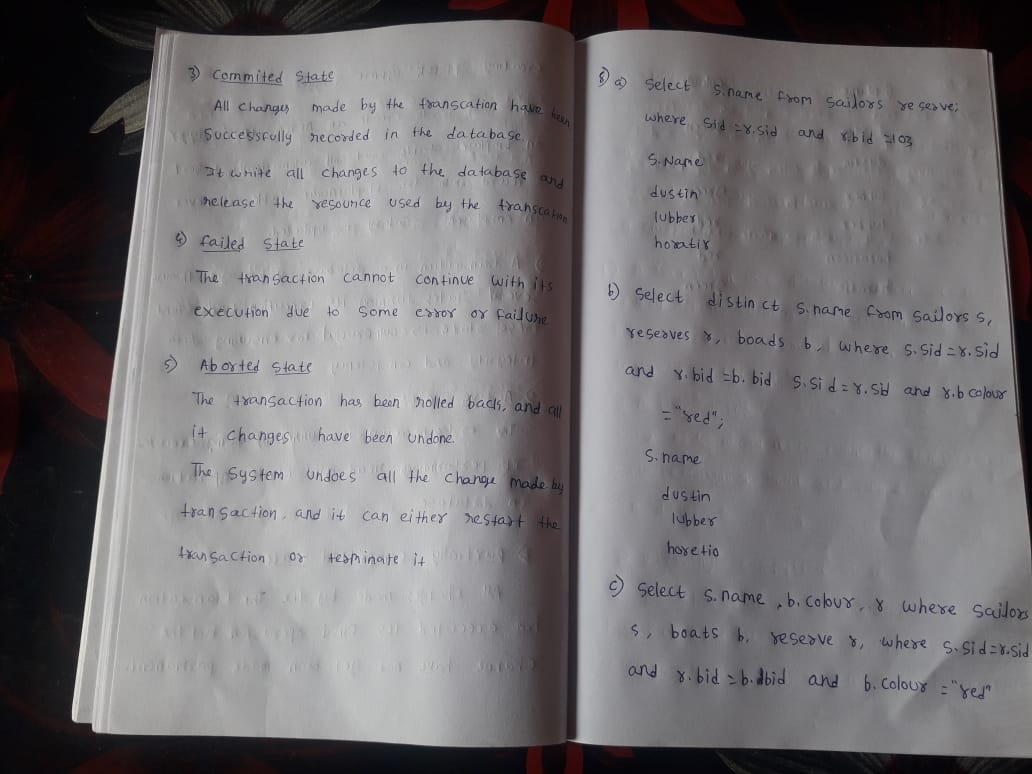 3) Commited State
All Changes made by the transcation have been
Successfully recorded in the database.
It write all changes to the database and
release the resource used by the transcation
4) failed State
The transaction cannot continue with its
execution due to some error or failure
5) Aborted State
The transaction has been rolled back, and all
it changes have been undone.
The System undoes all the change made by
transaction. and it can either restart the
transaction or terminate it
8) a) Select S.name from sailors reserve;
where sid = r.sid and r.bid = 103
S.Name
dustin
lubber
horatir
b) Select distinct S.name from sailors s,
reserves r, boads b, where s.sid = r.sid
and r.bid = b.bid s.sid = r.sid and r.b colour
= "red";
S.name
dustin
lubber
horetio
c) Select s.name, b.colour, r where sailors
s, boats b, reserve r, where s.sid = r.sid
and r.bid = b.bid and b.colour = "red"